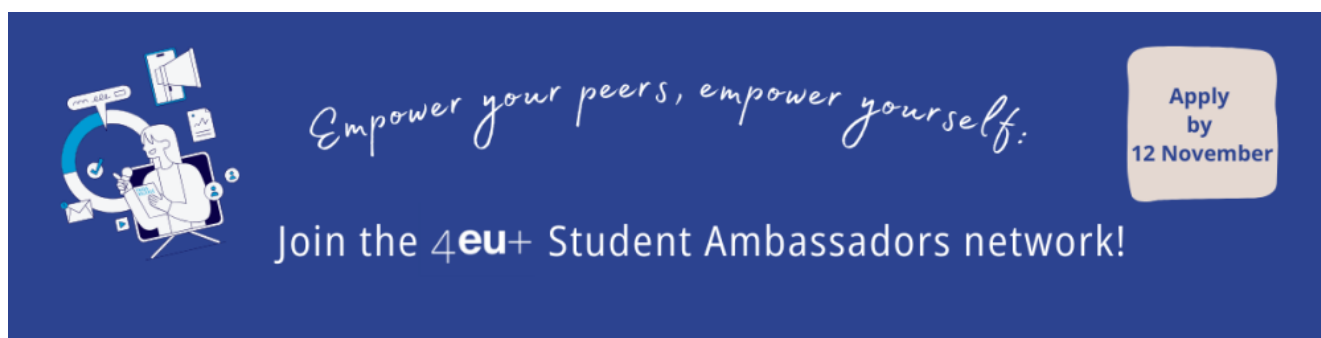 Empower your peers, empower yourself:
Join the 4eu+ Student Ambassadors network!
Apply
by
12 November